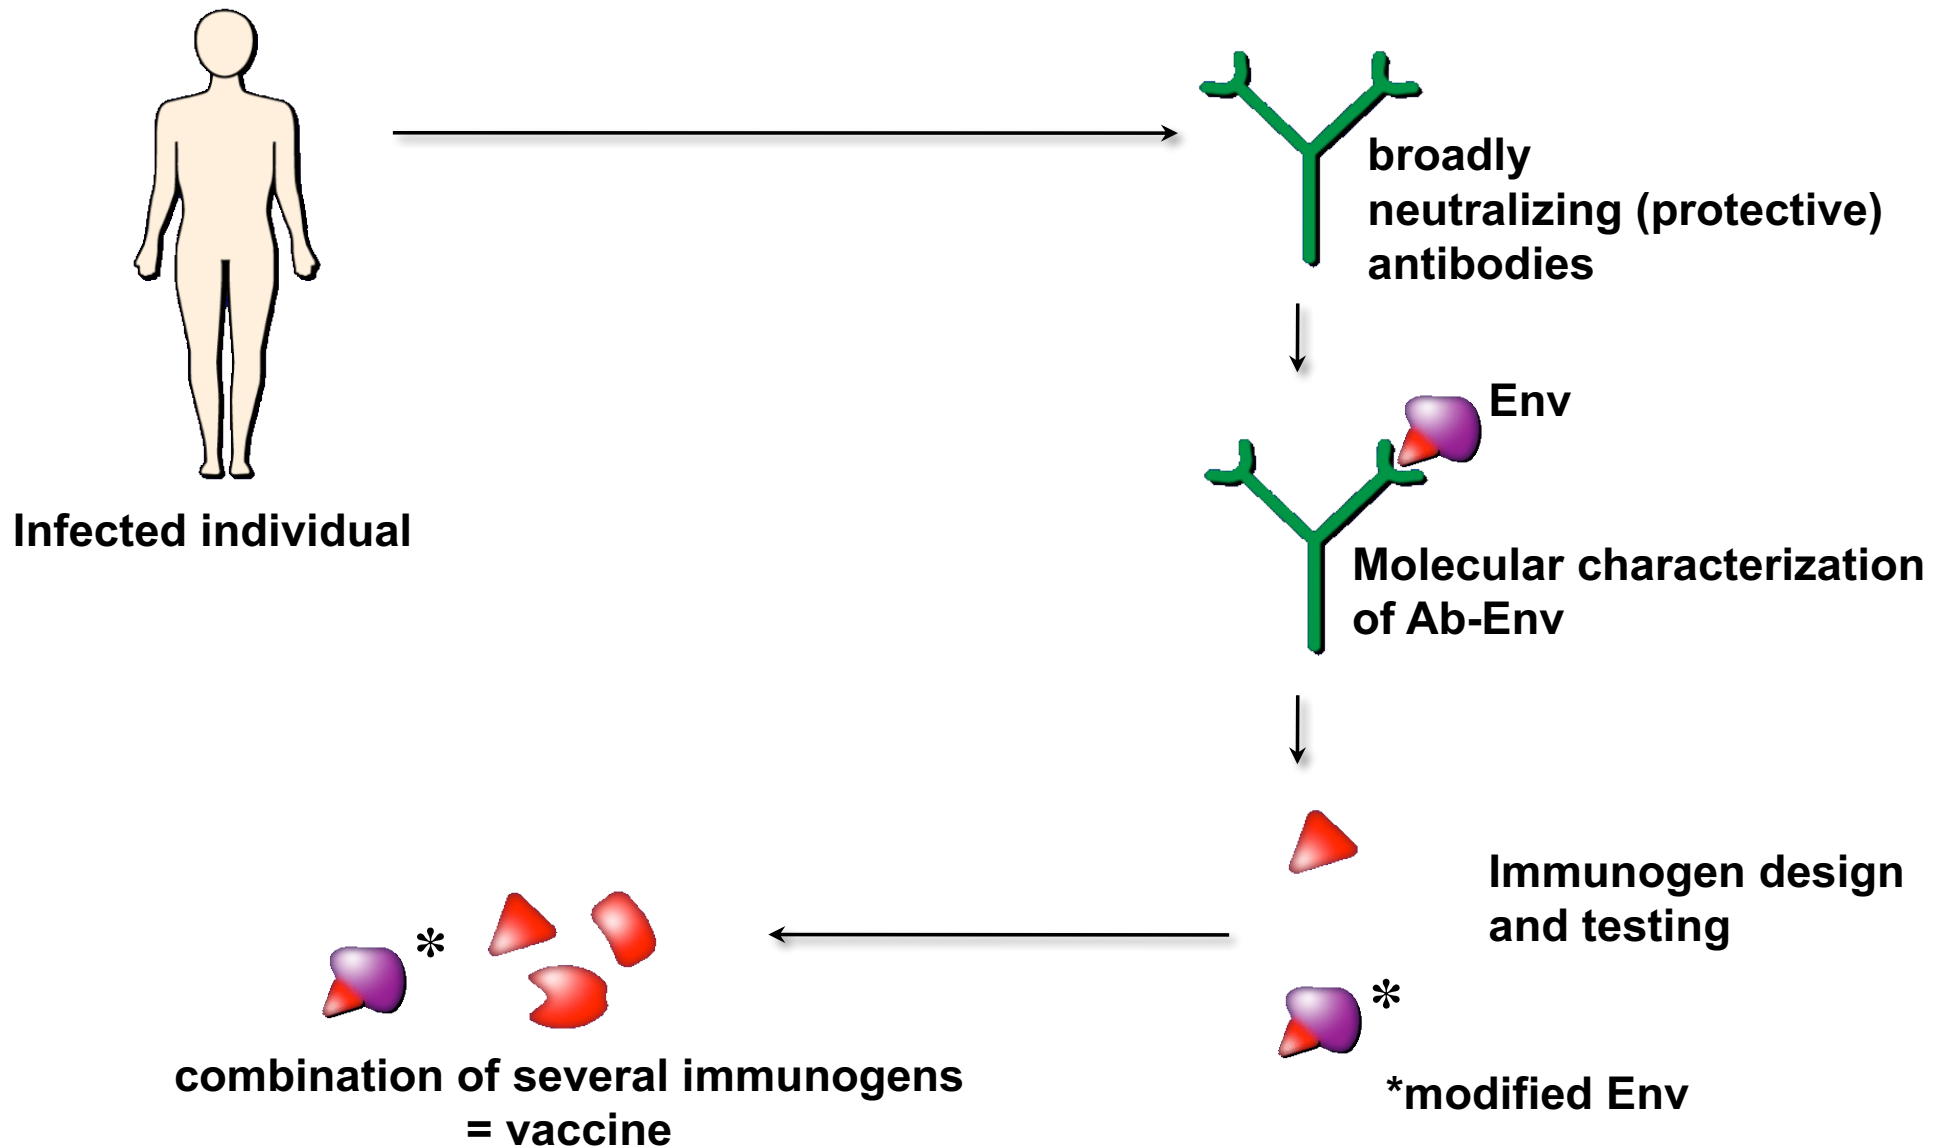 Infected individual
broadly
neutralizing (protective)
antibodies
Env
Molecular characterization
of Ab-Env
Immunogen design
and testing
*
*modified Env
*
combination of several immunogens
= vaccine